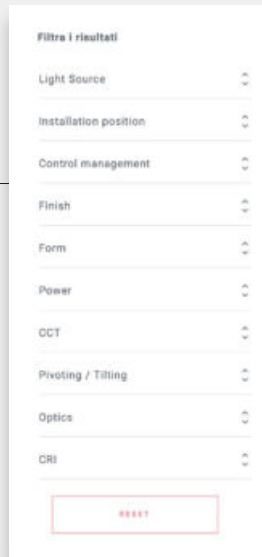 Filtra i risultati
Light Source
Installation position
Control management
Finish
Form
Power
CCT
Pivoting / Tilting
Optics
CRI
RESET